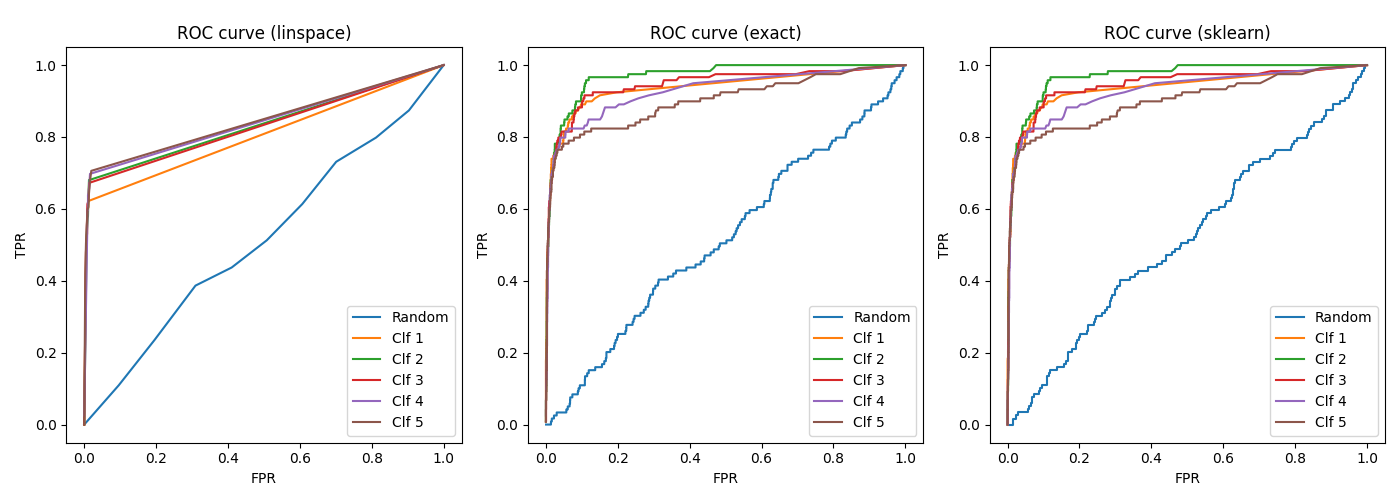 ROC curve (linspace)
TPR
1.0
0.8
0.6
0.4
0.2
0.0
Random
Clf 1
Clf 2
Clf 3
Clf 4
Clf 5
0.0 0.2 0.4 0.6 0.8 1.0
FPR
ROC curve (exact)
TPR
1.0
0.8
0.6
0.4
0.2
0.0
Random
Clf 1
Clf 2
Clf 3
Clf 4
Clf 5
0.0 0.2 0.4 0.6 0.8 1.0
FPR
ROC curve (sklearn)
TPR
1.0
0.8
0.6
0.4
0.2
0.0
Random
Clf 1
Clf 2
Clf 3
Clf 4
Clf 5
0.0 0.2 0.4 0.6 0.8 1.0
FPR